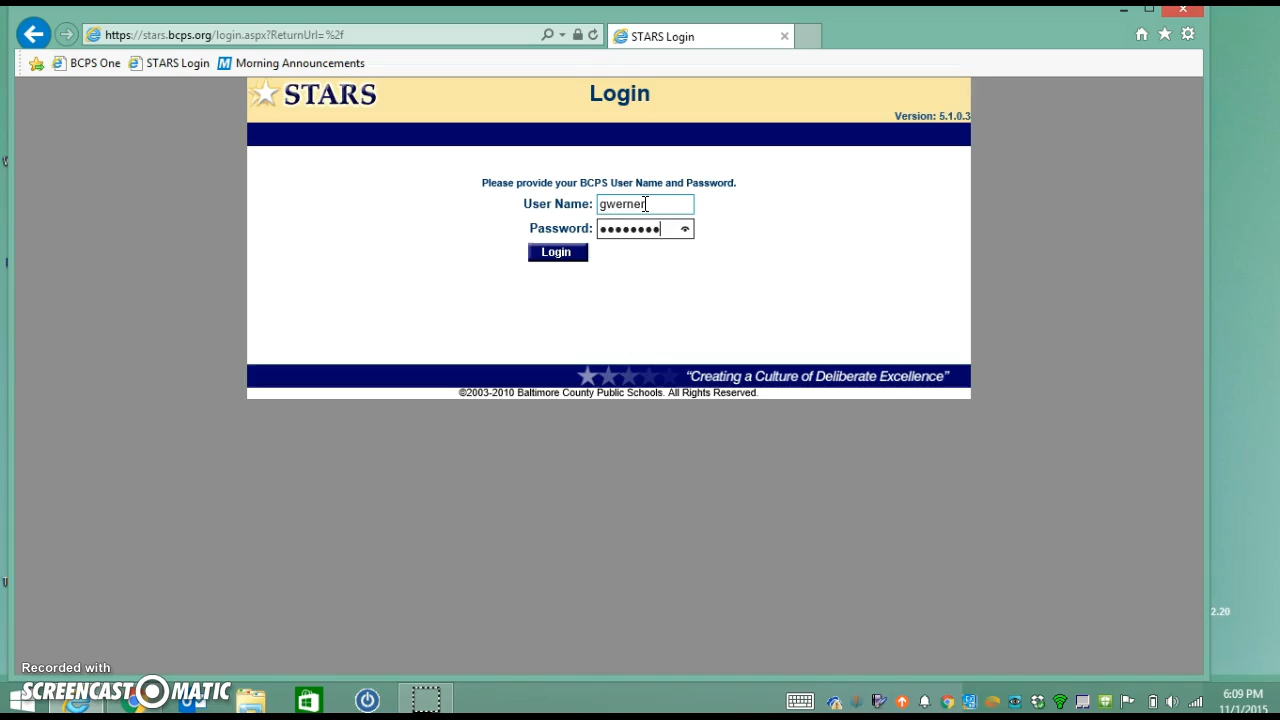 https://stars.bcps.org/login.aspx?ReturnUrl=%2f
STARS Login
BCPS One
STARS Login
Morning Announcements
STARS
Login
Version: 5.1.0.3
Please provide your BCPS User Name and Password.
User Name: gwerner
Password: ●●●●●●●●
Login
"Creating a Culture of Deliberate Excellence"
©2003-2010 Baltimore County Public Schools. All Rights Reserved.
2.20
Recorded with
SCREENCAST-O-MATIC
6:09 PM
11/1/2015